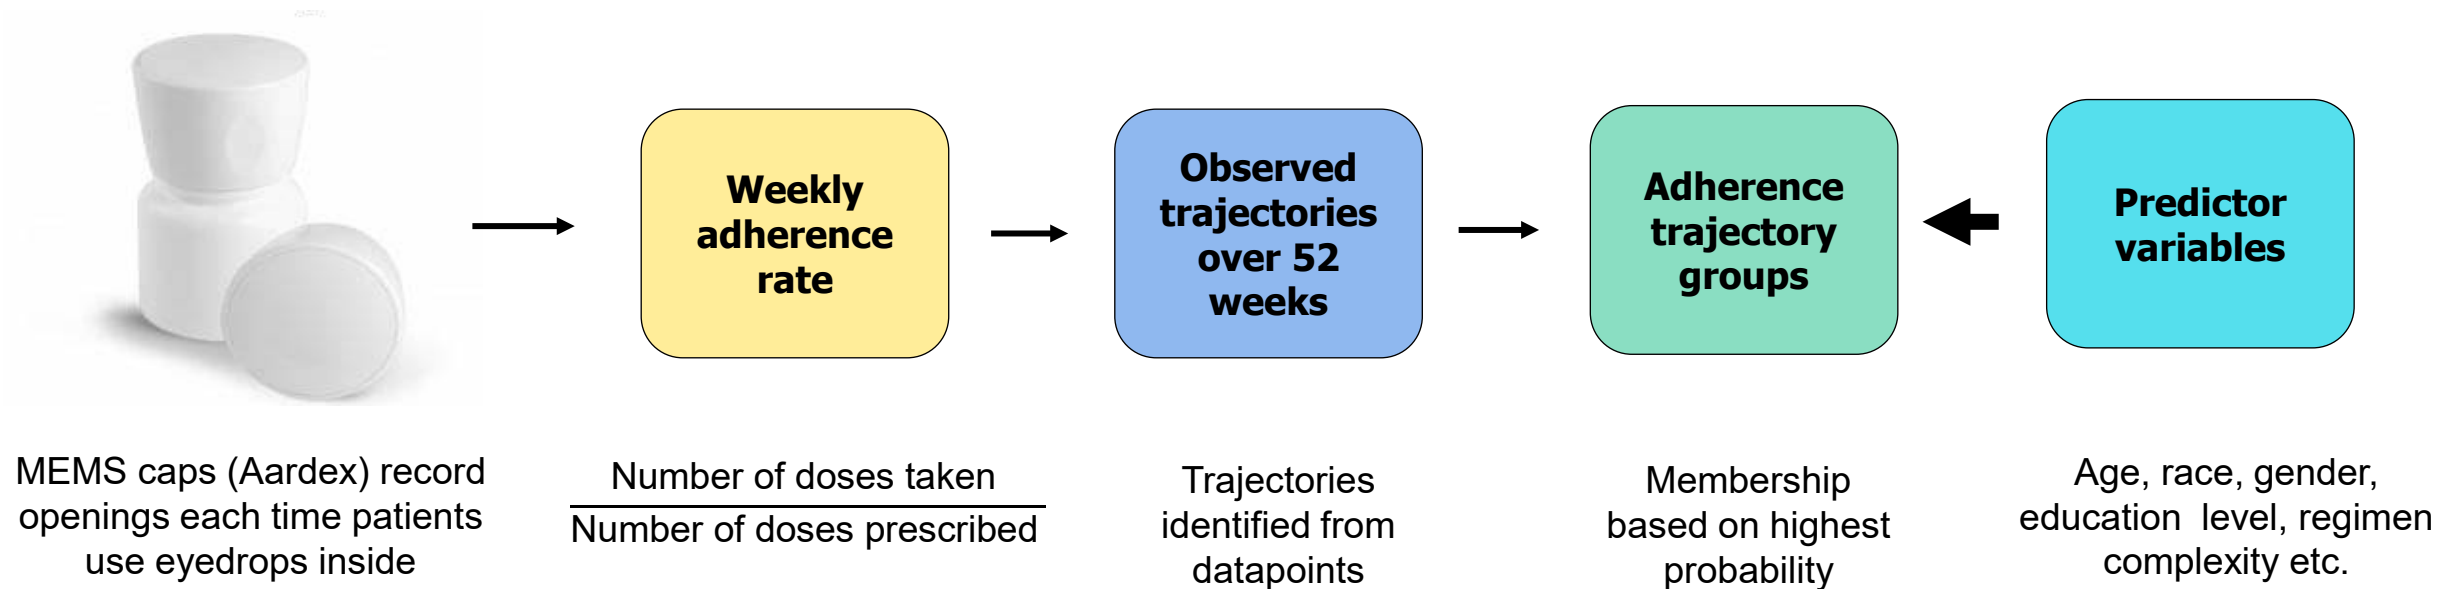 Weekly
adherence
rate
Observed
trajectories
over 52
weeks
Adherence
trajectory
groups
Predictor
variables
MEMS caps (Aardex) record
openings each time patients
use eyedrops inside
Number of doses taken
Number of doses prescribed
Trajectories
identified from
datapoints
Membership
based on highest
probability
Age, race, gender,
education  level, regimen
complexity etc.